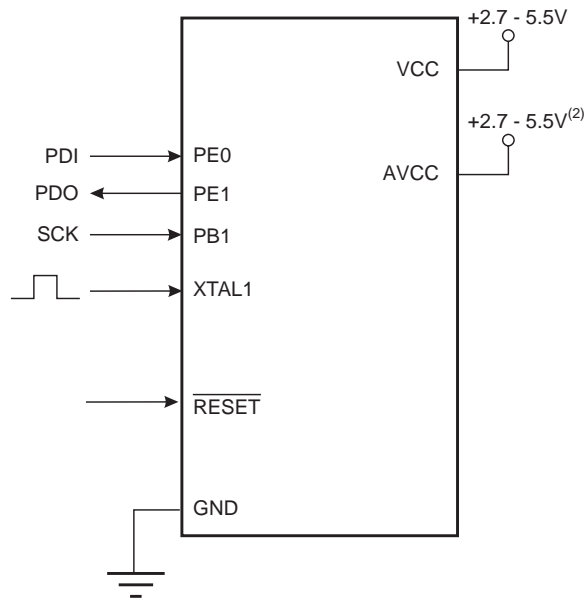 +2.7 - 5.5V
VCC
+2.7 - 5.5V(2)
PDI
PE0
AVCC
PDO
PE1
SCK
PB1
XTAL1
RESET
GND